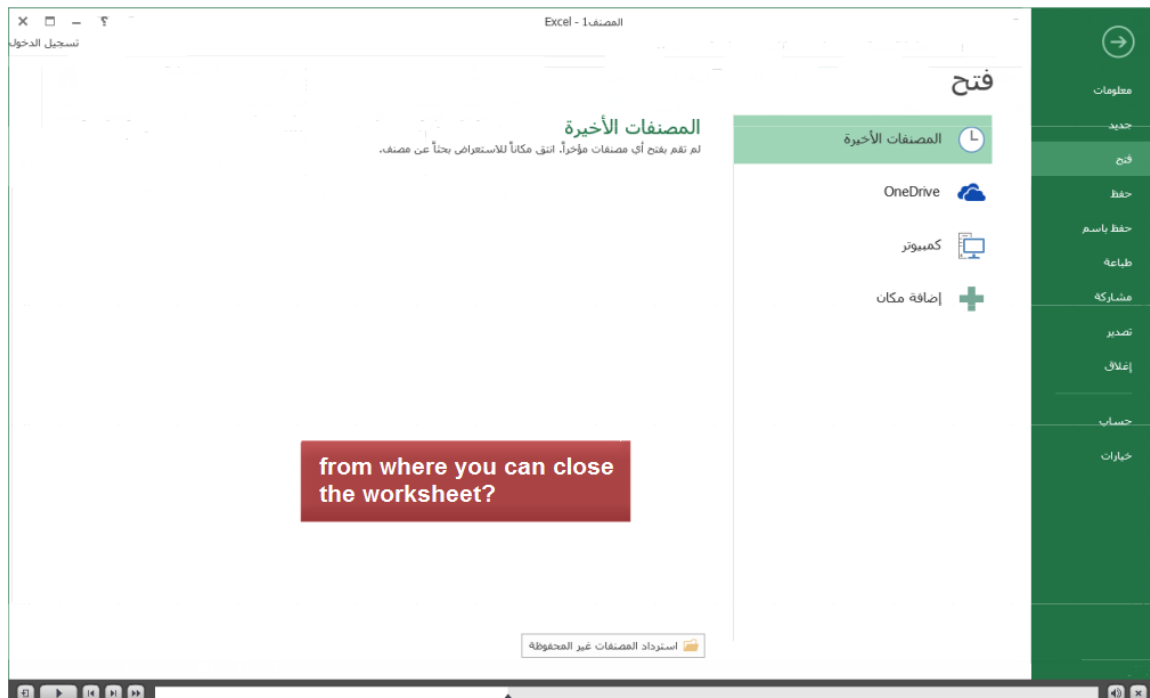 المصنف1 - Excel
؟
تسجيل الدخول
معلومات
جديد
فتح
حفظ
حفظ باسم
طباعة
مشاركة
تصدير
إغلاق
حساب
خيارات
فتح
المصنفات الأخيرة
OneDrive
كمبيوتر
إضافة مكان
المصنفات الأخيرة
لم تقم بفتح أي مصنفات مؤخراً. انتق مكاناً للاستعراض بحثاً عن مصنف.
from where you can close
the worksheet?
استرداد المصنفات غير المحفوظة